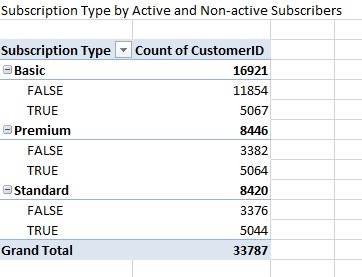 Subscription Type by Active and Non-active Subscribers
Subscription Type Count of CustomerID
Basic 16921
FALSE 11854
TRUE 5067
Premium 8446
FALSE 3382
TRUE 5064
Standard 8420
FALSE 3376
TRUE 5044
Grand Total 33787